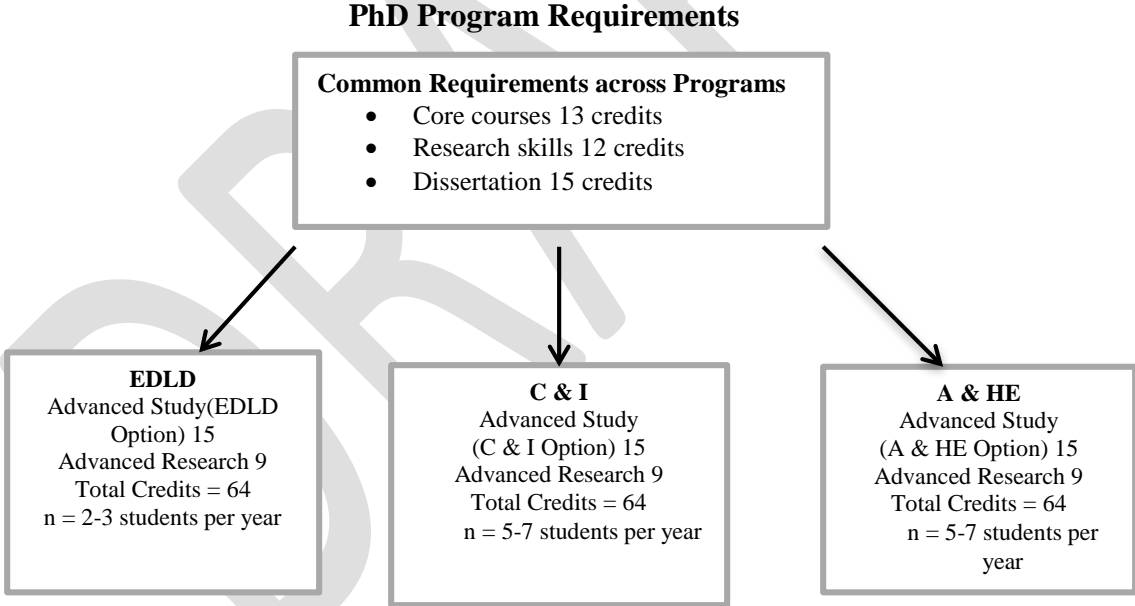 PhD Program Requirements
Common Requirements across Programs
• Core courses 13 credits
• Research skills 12 credits
• Dissertation 15 credits
EDLD
Advanced Study(EDLD
Option) 15
Advanced Research 9
Total Credits = 64
n = 2-3 students per year
C & I
Advanced Study
(C & I Option) 15
Advanced Research 9
Total Credits = 64
n = 5-7 students per year
A & HE
Advanced Study
(A & HE Option) 15
Advanced Research 9
Total Credits = 64
n = 5-7 students per
year